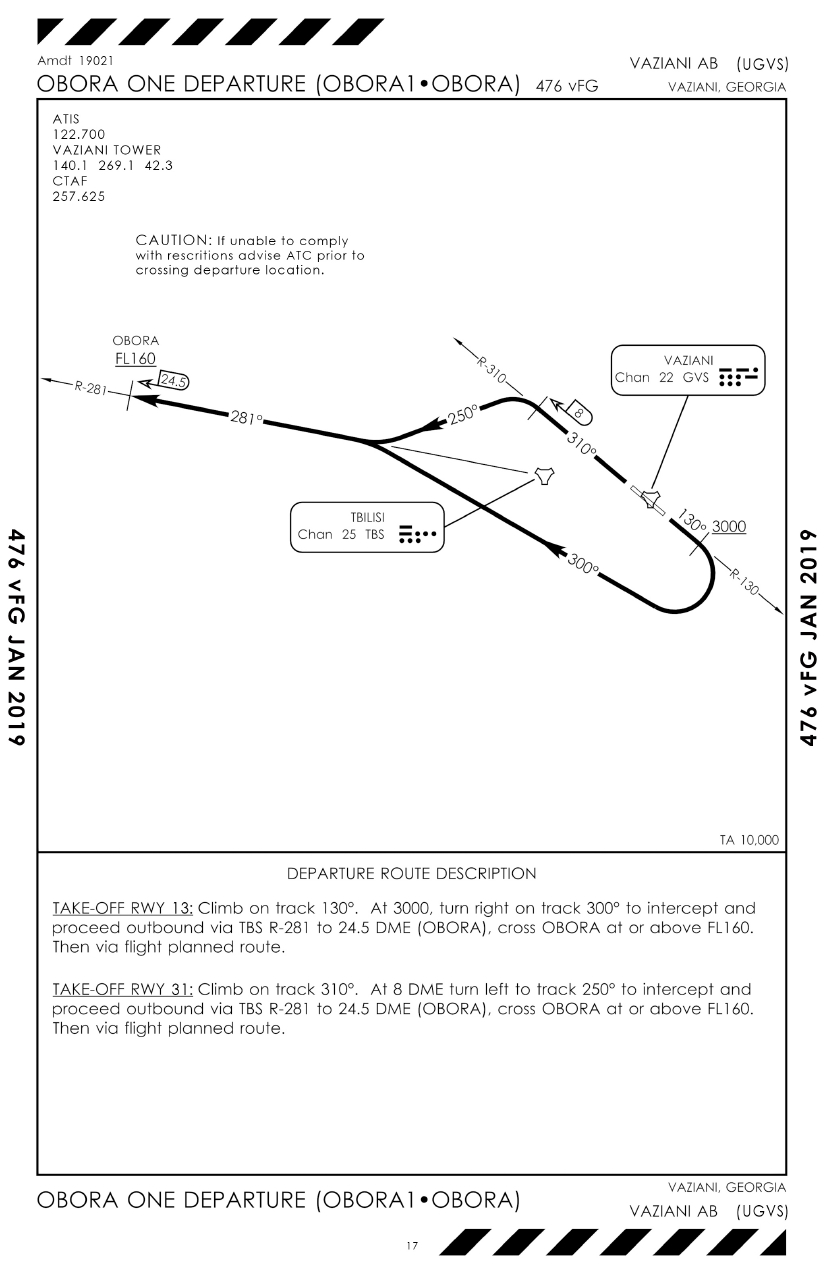 Amdt 19021
OBORA ONE DEPARTURE (OBORA1•OBORA) 476 vFG
VAZIANI AB (UGVS)
VAZIANI, GEORGIA
ATIS
122.700
VAZIANI TOWER
140.1 269.1 42.3
CTAF
257.625
CAUTION: If unable to comply
with rescritions advise ATC prior to
crossing departure location.
OBORA
FL160
24.5
R-281
281°
250°
R-310
8
310°
VAZIANI
Chan 22 GVS
TBILISI
Chan 25 TBS
130°
3000
300°
R-130
476 vFG JAN 2019
476 vFG JAN 2019
TA 10,000
DEPARTURE ROUTE DESCRIPTION
TAKE-OFF RWY 13: Climb on track 130°. At 3000, turn right on track 300° to intercept and
proceed outbound via TBS R-281 to 24.5 DME (OBORA), cross OBORA at or above FL160.
Then via flight planned route.
TAKE-OFF RWY 31: Climb on track 310°. At 8 DME turn left to track 250° to intercept and
proceed outbound via TBS R-281 to 24.5 DME (OBORA), cross OBORA at or above FL160.
Then via flight planned route.
OBORA ONE DEPARTURE (OBORA1•OBORA)
VAZIANI, GEORGIA
VAZIANI AB (UGVS)
17